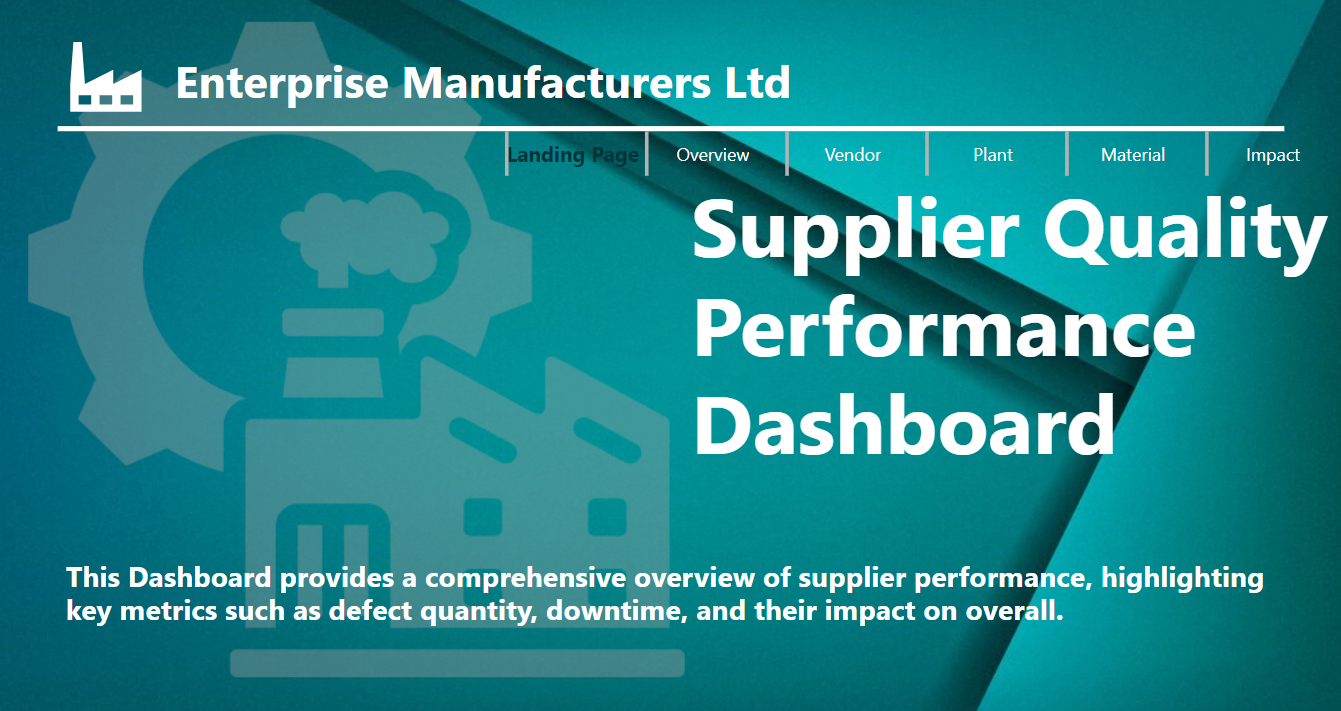 Enterprise Manufacturers Ltd
Landing Page Overview Vendor Plant Material Impact
Supplier Quality
Performance
Dashboard
This Dashboard provides a comprehensive overview of supplier performance, highlighting
key metrics such as defect quantity, downtime, and their impact on overall.